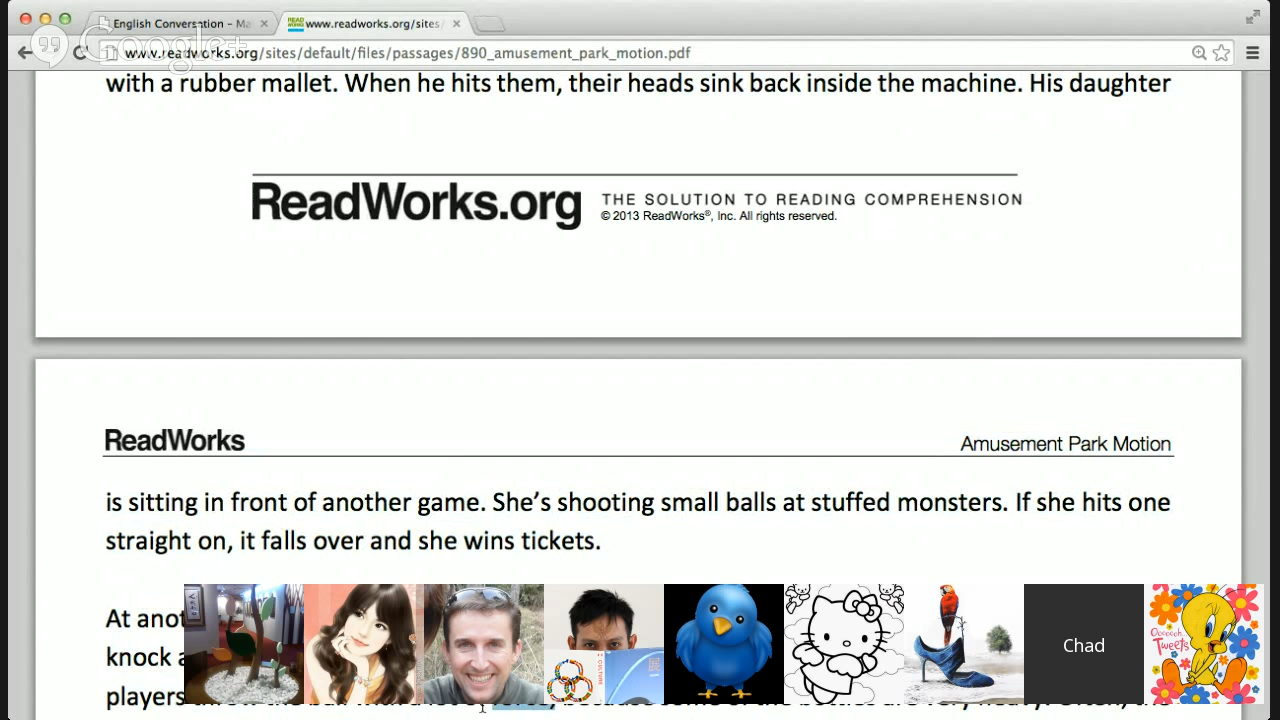 English Conversation – Ma
READ WORKS www.readworks.org/sites/
Google+
www.readworks.org/sites/default/files/passages/890_amusement_park_motion.pdf
with a rubber mallet. When he hits them, their heads sink back inside the machine. His daughter
ReadWorks.org THE SOLUTION TO READING COMPREHENSION
© 2013 ReadWorks®, Inc. All rights reserved.
ReadWorks Amusement Park Motion
is sitting in front of another game. She's shooting small balls at stuffed monsters. If she hits one
straight on, it falls over and she wins tickets.
At anot
knock a
players
Chad
Tweets